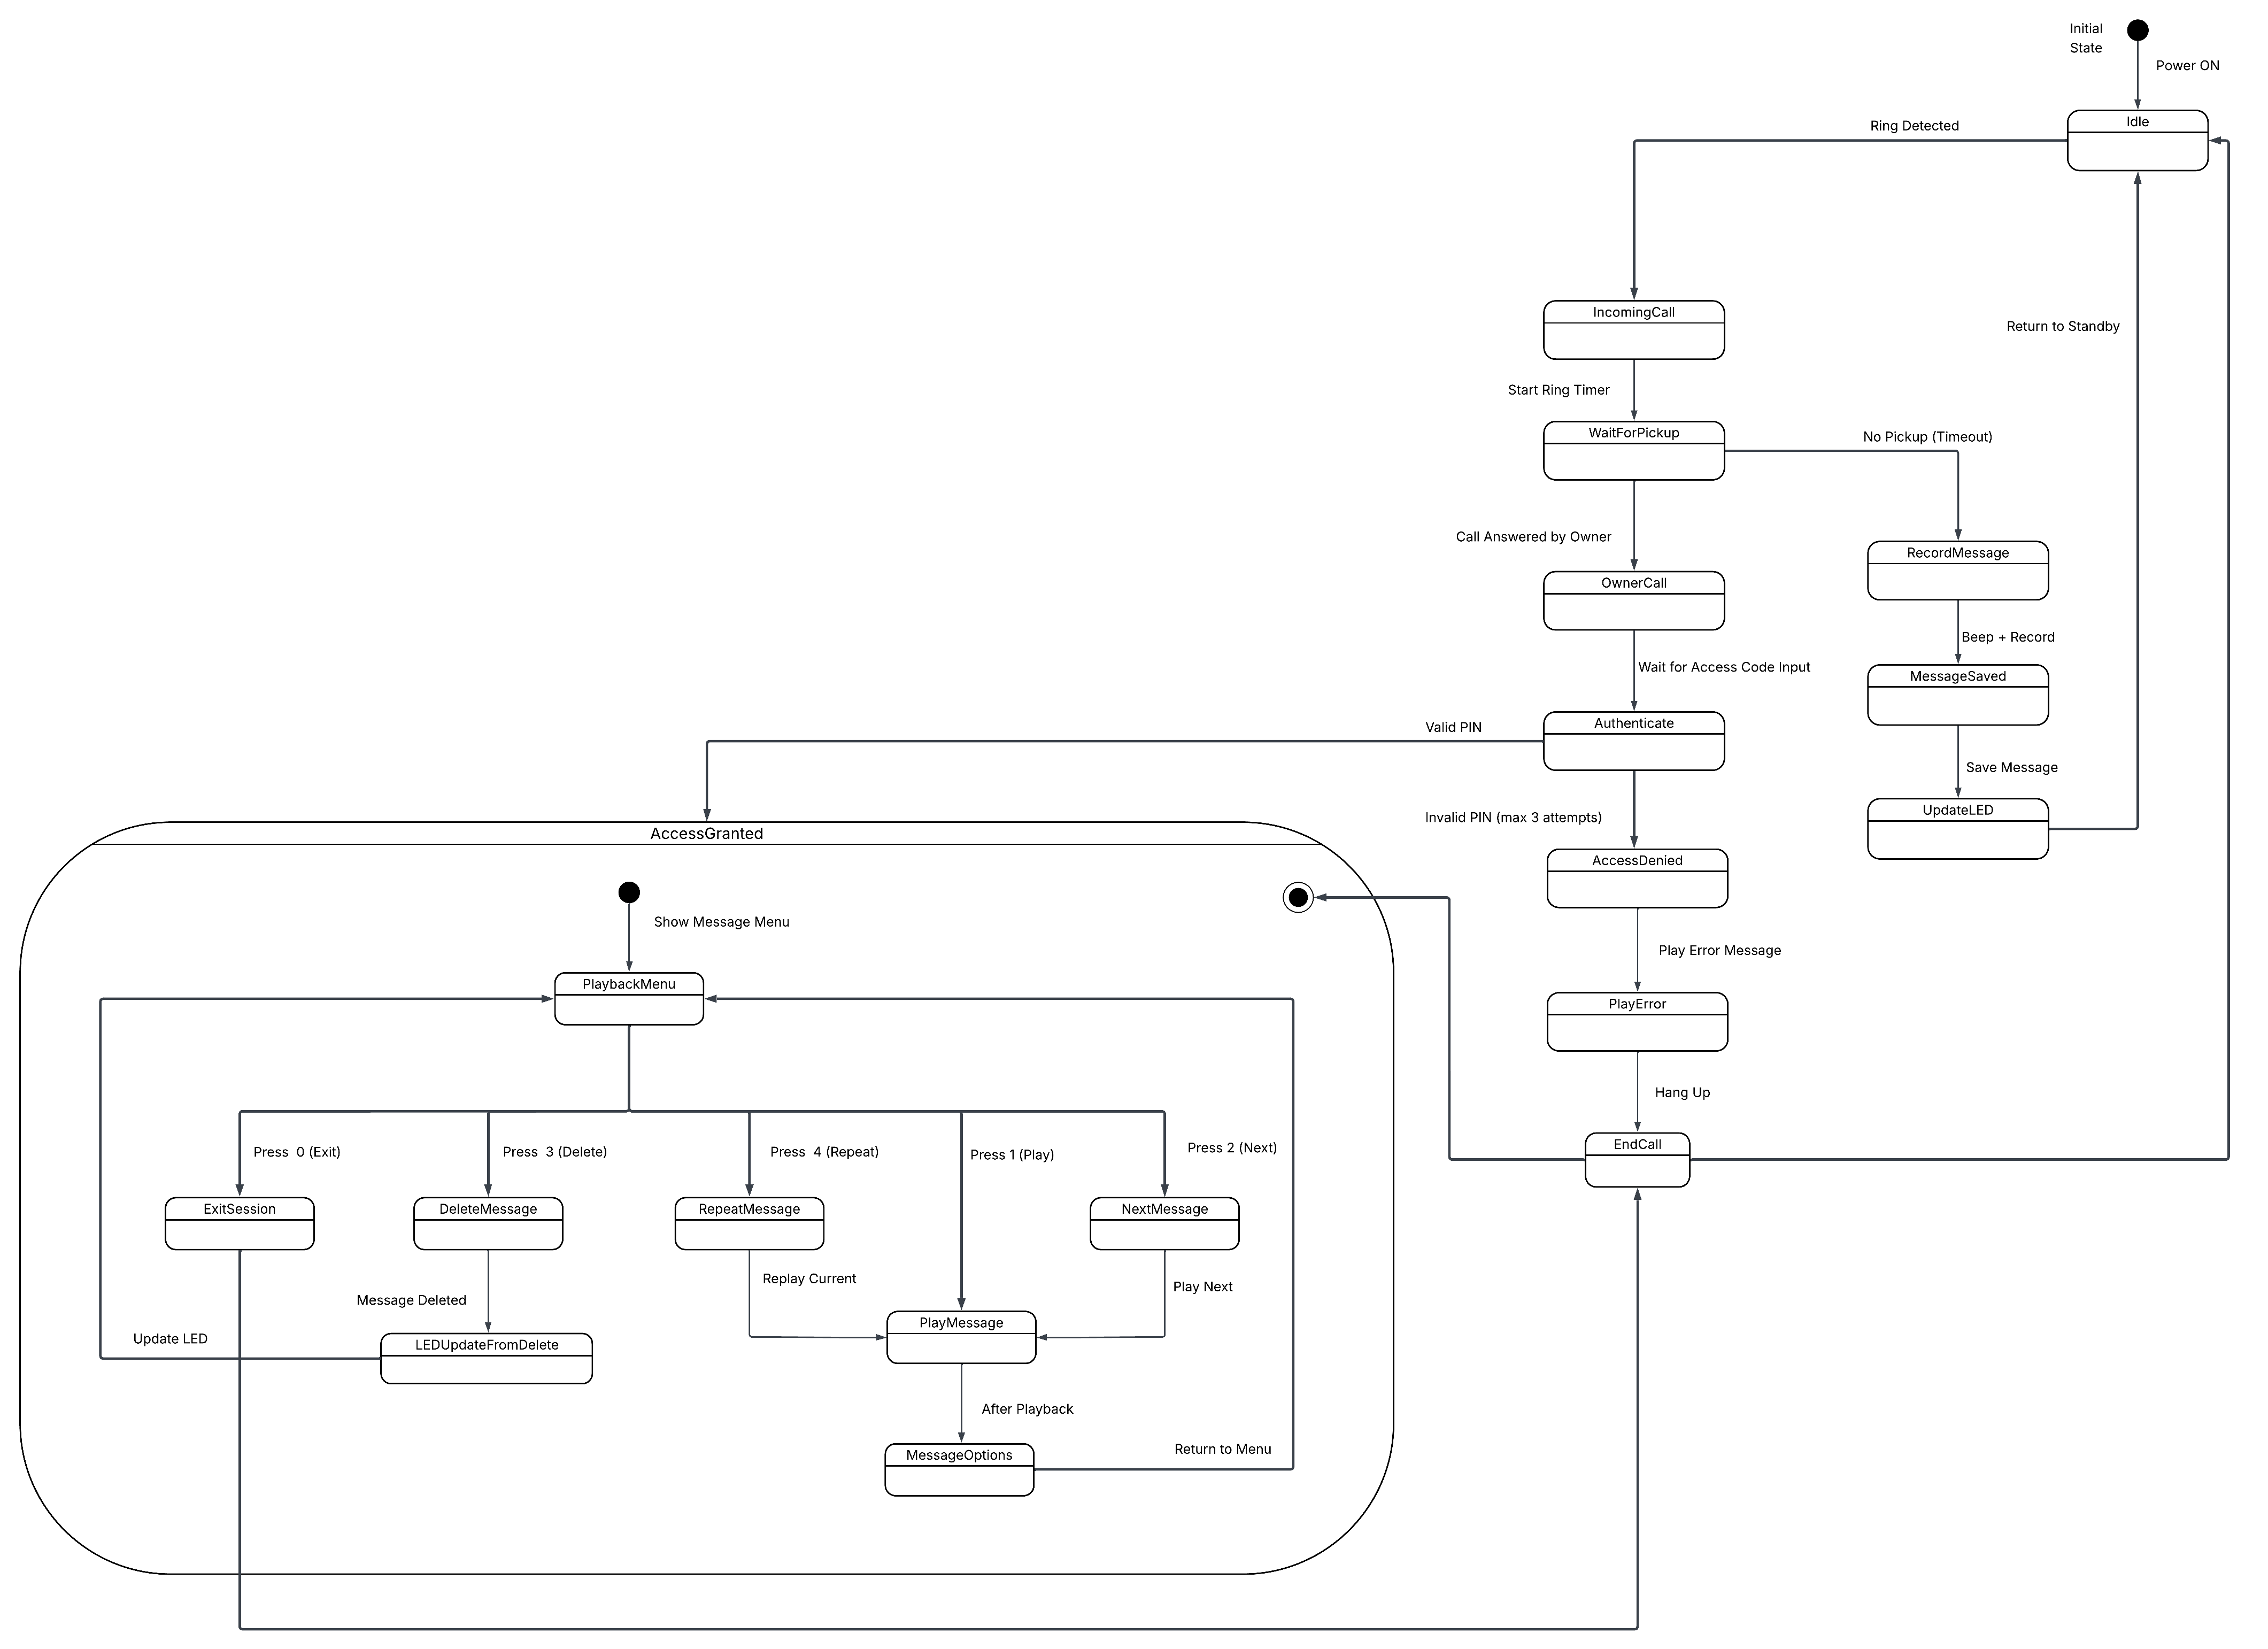 Initial
State
Power ON
Idle
Ring Detected
IncomingCall
Return to Standby
Start Ring Timer
WaitForPickup
No Pickup (Timeout)
Call Answered by Owner
RecordMessage
OwnerCall
Beep + Record
Wait for Access Code Input
MessageSaved
Authenticate
Valid PIN
Save Message
UpdateLED
Invalid PIN (max 3 attempts)
AccessGranted
AccessDenied
Show Message Menu
Play Error Message
PlaybackMenu
PlayError
Hang Up
EndCall
Press 0 (Exit)
Press 3 (Delete)
Press 4 (Repeat)
Press 1 (Play)
Press 2 (Next)
ExitSession
DeleteMessage
RepeatMessage
NextMessage
Replay Current
Play Next
Message Deleted
PlayMessage
Update LED
LEDUpdateFromDelete
After Playback
Return to Menu
MessageOptions